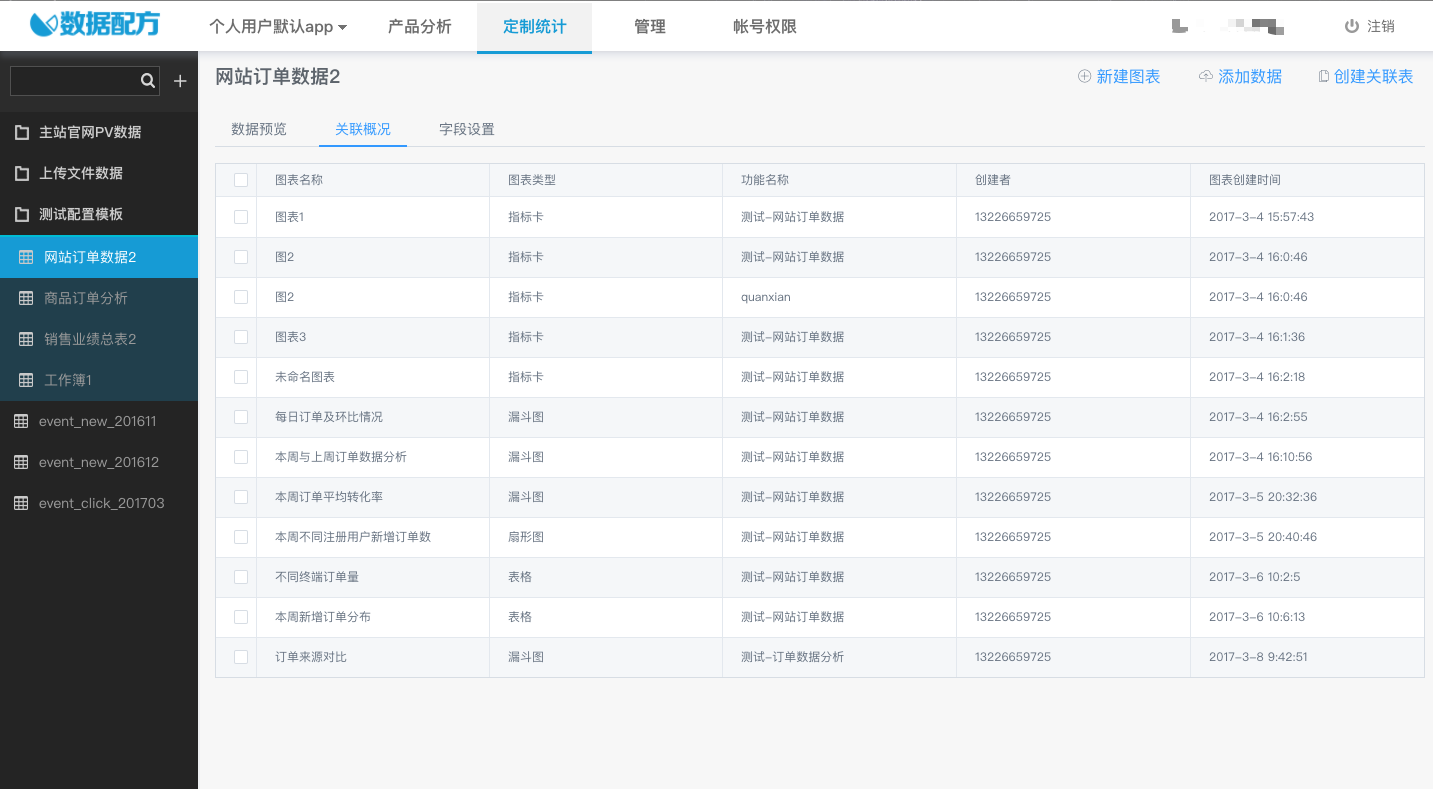 数据配方 个人用户默认app 产品分析 定制统计 管理 帐号权限 注销
网站订单数据2 新建图表 添加数据 创建关联表
主站官网PV数据
上传文件数据
测试配置模板
网站订单数据2
商品订单分析
销售业绩总表2
工作簿1
event_new_201611
event_new_201612
event_click_201703
数据预览 关联概况 字段设置
图表名称 图表类型 功能名称 创建者 图表创建时间
图表1 指标卡 测试-网站订单数据 13226659725 2017-3-4 15:57:43
图2 指标卡 测试-网站订单数据 13226659725 2017-3-4 16:0:46
图2 指标卡 quanxian 13226659725 2017-3-4 16:0:46
图表3 指标卡 测试-网站订单数据 13226659725 2017-3-4 16:1:36
未命名图表 指标卡 测试-网站订单数据 13226659725 2017-3-4 16:2:18
每日订单及环比情况 漏斗图 测试-网站订单数据 13226659725 2017-3-4 16:2:55
本周与上周订单数据分析 漏斗图 测试-网站订单数据 13226659725 2017-3-4 16:10:56
本周订单平均转化率 漏斗图 测试-网站订单数据 13226659725 2017-3-5 20:32:36
本周不同注册用户新增订单数 扇形图 测试-网站订单数据 13226659725 2017-3-5 20:40:46
不同终端订单量 表格 测试-网站订单数据 13226659725 2017-3-6 10:2:5
本周新增订单分布 表格 测试-网站订单数据 13226659725 2017-3-6 10:6:13
订单来源对比 漏斗图 测试-订单数据分析 13226659725 2017-3-8 9:42:51